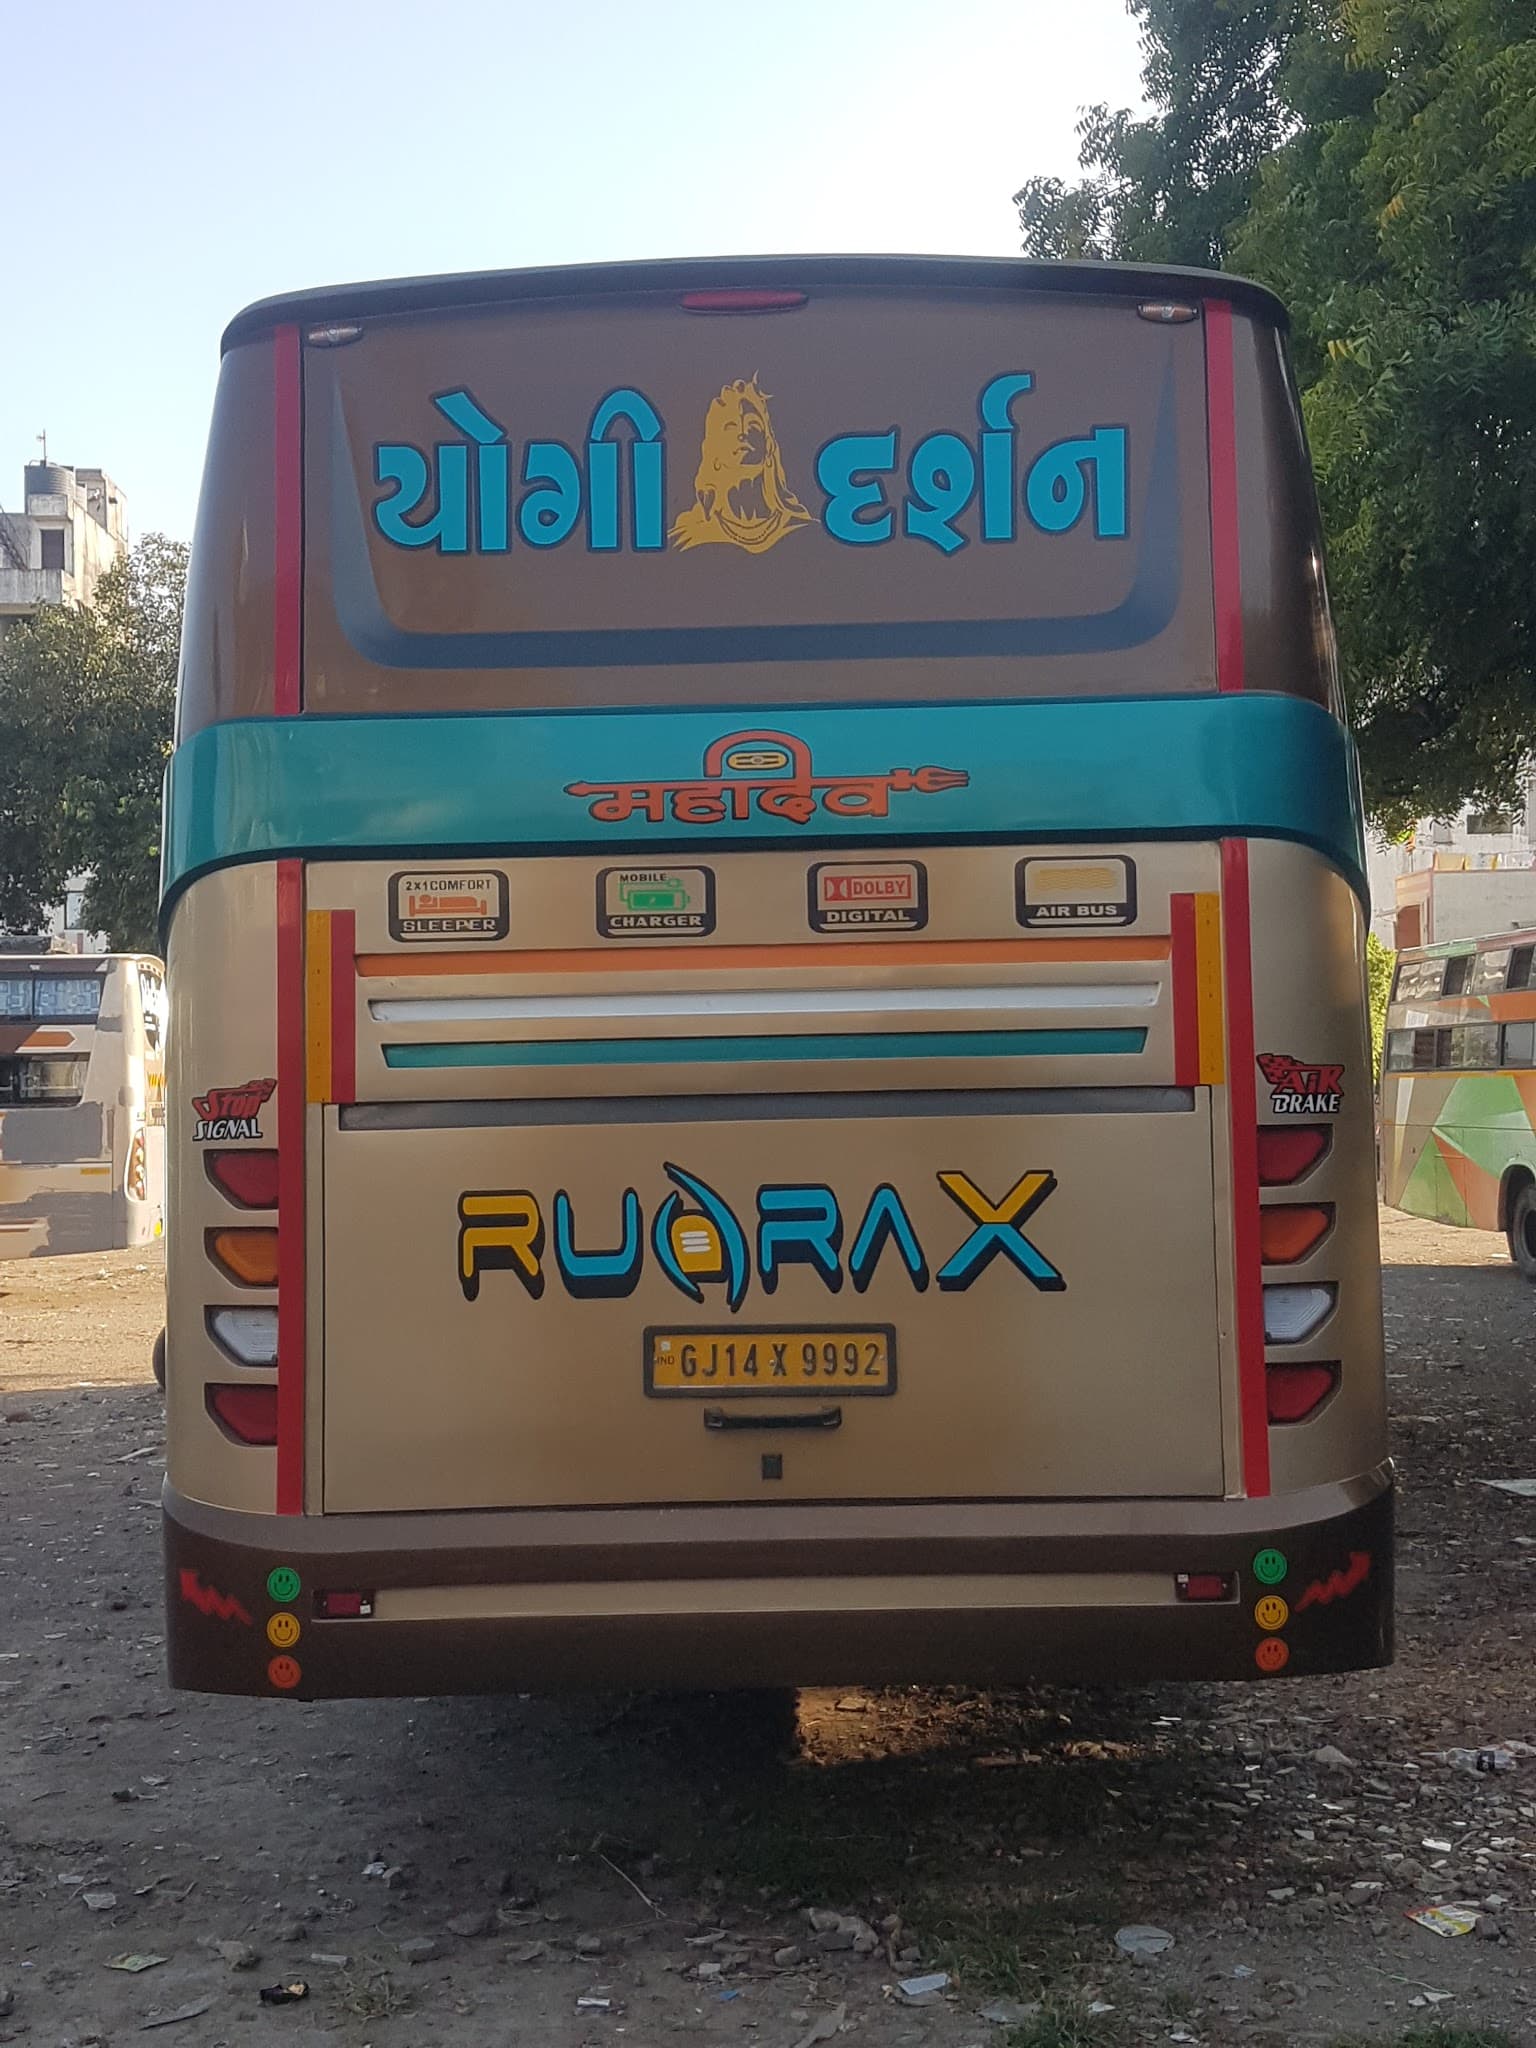 યોગી દર્શન
महादेव
2X1 COMFORT SLEEPER
MOBILE CHARGER
DOLBY DIGITAL
AIR BUS
Stop SIGNAL
AiR BRAKE
RUDRAX
IND GJ14 X 9992